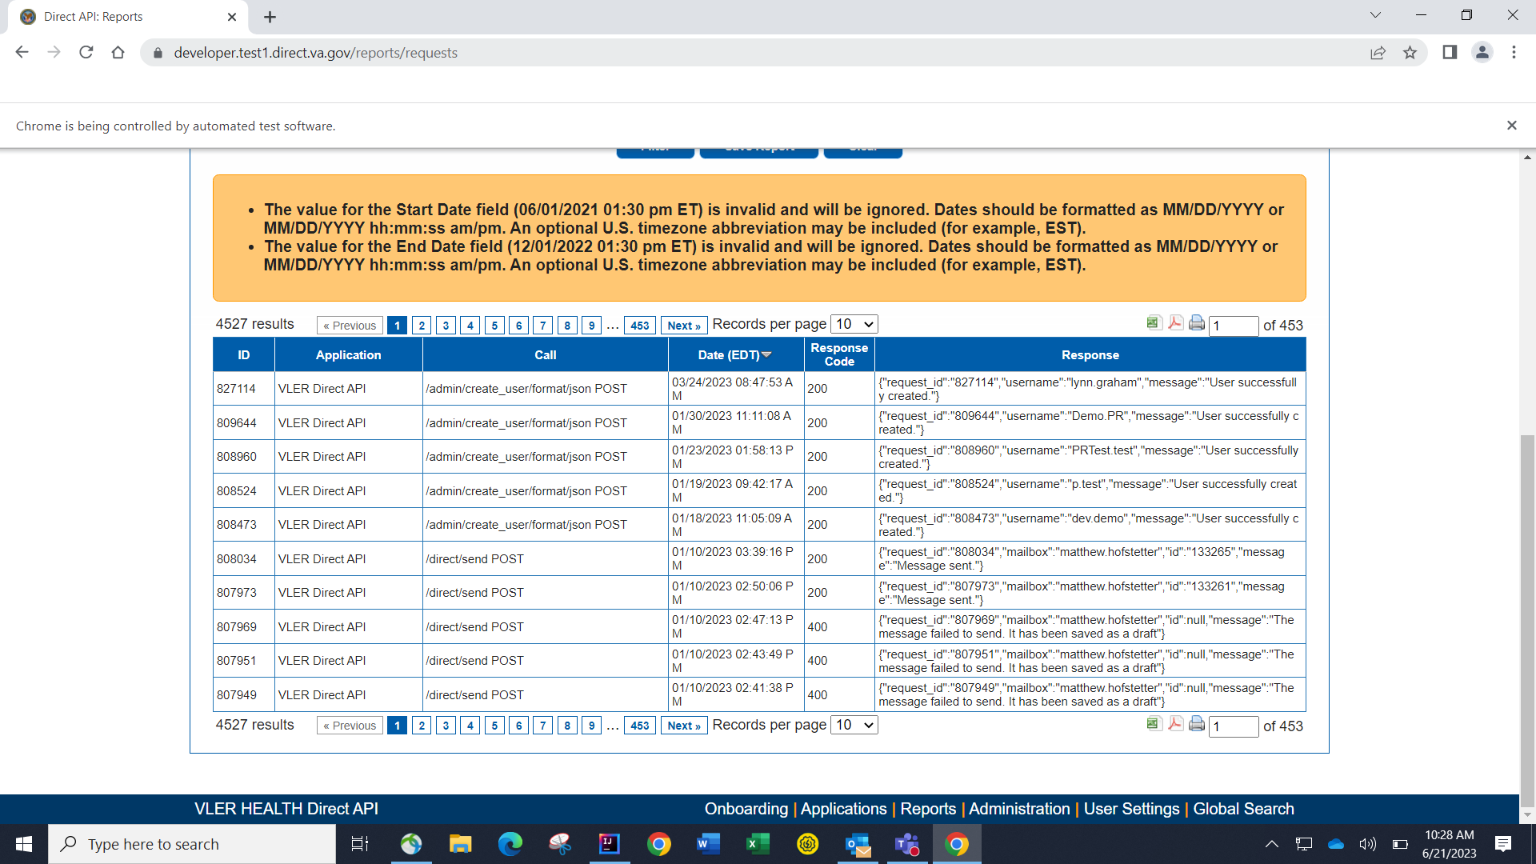 Direct API: Reports
developer.test1.direct.va.gov/reports/requests
Chrome is being controlled by automated test software.
Filter Save Report Clear
• The value for the Start Date field (06/01/2021 01:30 pm ET) is invalid and will be ignored. Dates should be formatted as MM/DD/YYYY or
MM/DD/YYYY hh:mm:ss am/pm. An optional U.S. timezone abbreviation may be included (for example, EST).
• The value for the End Date field (12/01/2022 01:30 pm ET) is invalid and will be ignored. Dates should be formatted as MM/DD/YYYY or
MM/DD/YYYY hh:mm:ss am/pm. An optional U.S. timezone abbreviation may be included (for example, EST).
4527 results « Previous 1 2 3 4 5 6 7 8 9 ... 453 Next » Records per page 10 1 of 453
ID Application Call Date (EDT) Response Code Response
827114 VLER Direct API /admin/create_user/format/json POST 03/24/2023 08:47:53 A 200 {"request_id":"827114","username":"lynn.graham","message":"User successfull
M y created."}
809644 VLER Direct API /admin/create_user/format/json POST 01/30/2023 11:11:08 A 200 {"request_id":"809644","username":"Demo.PR","message":"User successfully c
M reated."}
808960 VLER Direct API /admin/create_user/format/json POST 01/23/2023 01:58:13 P 200 {"request_id":"808960","username":"PRTest.test","message":"User successfully
M created."}
808524 VLER Direct API /admin/create_user/format/json POST 01/19/2023 09:42:17 A 200 {"request_id":"808524","username":"p.test","message":"User successfully creat
M ed."}
808473 VLER Direct API /admin/create_user/format/json POST 01/18/2023 11:05:09 A 200 {"request_id":"808473","username":"dev.demo","message":"User successfully c
M reated."}
808034 VLER Direct API /direct/send POST 01/10/2023 03:39:16 P 200 {"request_id":"808034","mailbox":"matthew.hofstetter","id":"133265","messag
M e":"Message sent."}
807973 VLER Direct API /direct/send POST 01/10/2023 02:50:06 P 200 {"request_id":"807973","mailbox":"matthew.hofstetter","id":"133261","messag
M e":"Message sent."}
807969 VLER Direct API /direct/send POST 01/10/2023 02:47:13 P 400 {"request_id":"807969","mailbox":"matthew.hofstetter","id":null,"message":"The
M message failed to send. It has been saved as a draft"}
807951 VLER Direct API /direct/send POST 01/10/2023 02:43:49 P 400 {"request_id":"807951","mailbox":"matthew.hofstetter","id":null,"message":"The
M message failed to send. It has been saved as a draft"}
807949 VLER Direct API /direct/send POST 01/10/2023 02:41:38 P 400 {"request_id":"807949","mailbox":"matthew.hofstetter","id":null,"message":"The
M message failed to send. It has been saved as a draft"}
4527 results « Previous 1 2 3 4 5 6 7 8 9 ... 453 Next » Records per page 10 1 of 453
VLER HEALTH Direct API Onboarding | Applications | Reports | Administration | User Settings | Global Search
Type here to search
10:28 AM
6/21/2023